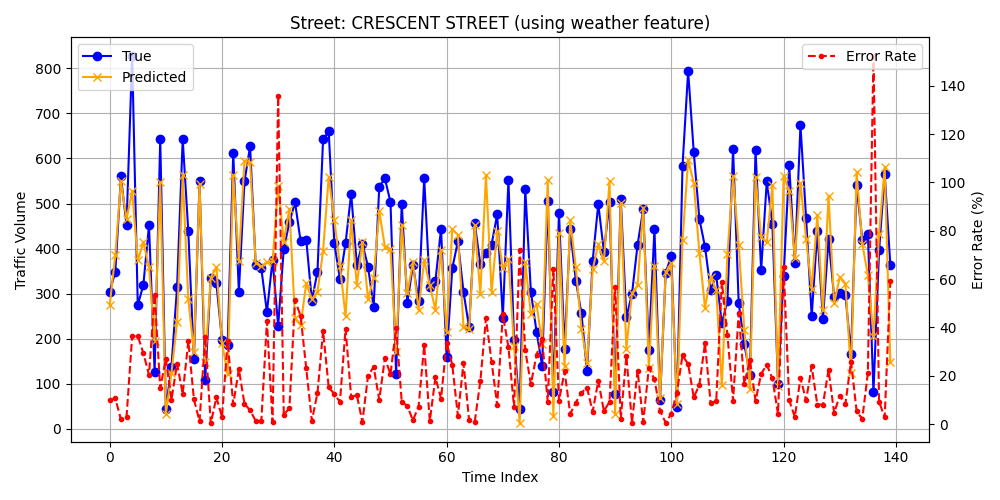 Street: CRESCENT STREET (using weather feature)
True
Predicted
Error Rate
Traffic Volume
800
700
600
500
400
300
200
100
0
140
120
100
80
60
40
20
0
Error Rate (%)
0 20 40 60 80 100 120 140
Time Index